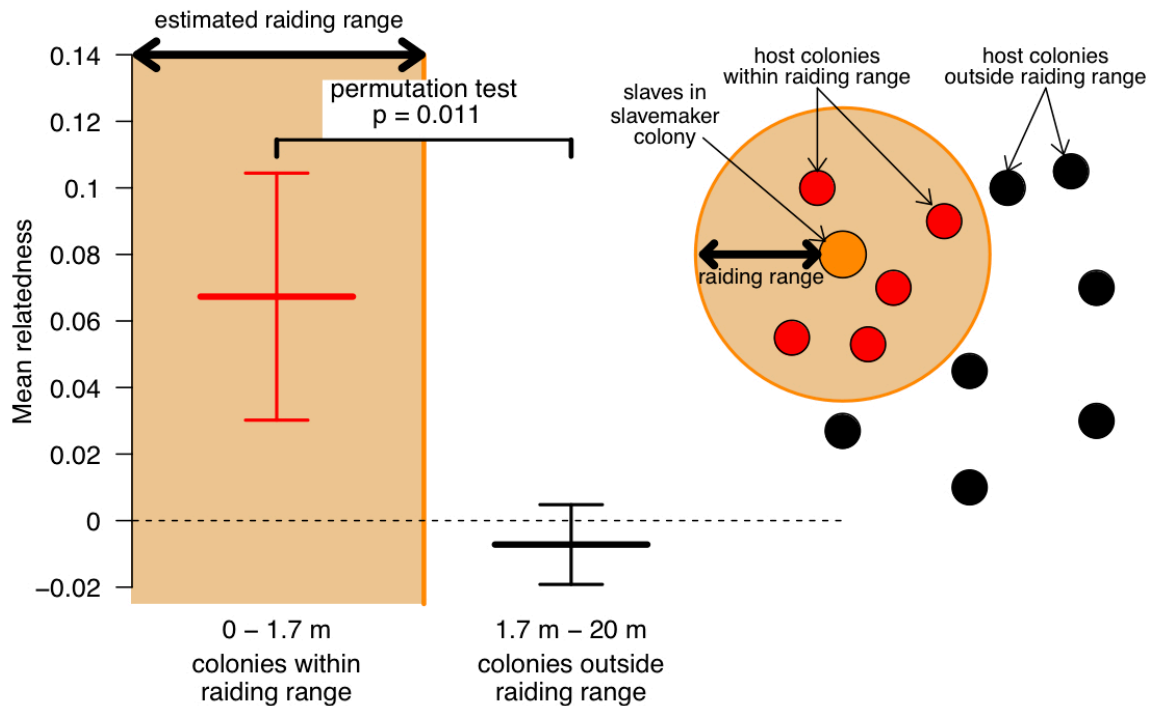 estimated raiding range
0.14
0.12
0.1
0.08
0.06
0.04
0.02
0
−0.02
Mean relatedness
permutation test
p = 0.011
0 − 1.7 m
colonies within
raiding range
1.7 m − 20 m
colonies outside
raiding range
slaves in
slavemaker
colony
host colonies
within raiding range
host colonies
outside raiding range
raiding range